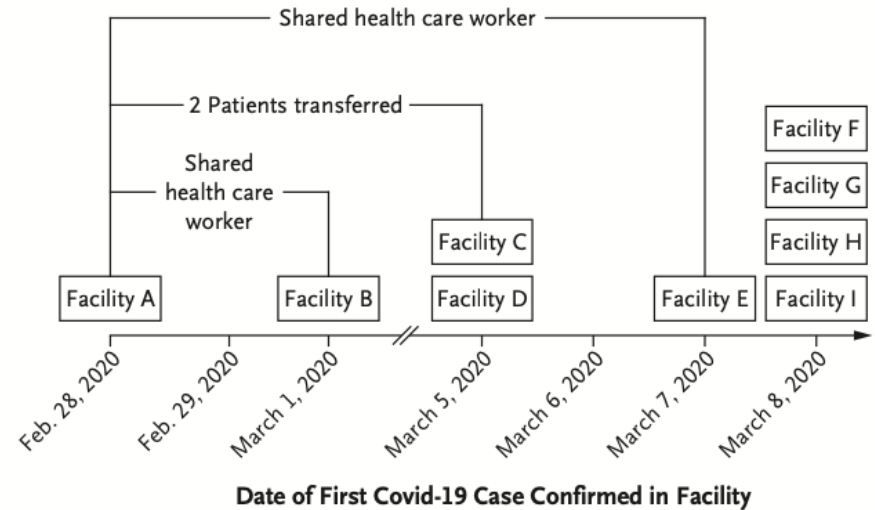 Shared health care worker
2 Patients transferred
Facility F
Shared
health care
worker
Facility G
Facility C
Facility H
Facility A
Facility B
Facility D
Facility E
Facility I
Feb. 28, 2020
Feb. 29, 2020
March 1, 2020
March 5, 2020
March 6, 2020
March 7, 2020
March 8, 2020
Date of First Covid-19 Case Confirmed in Facility